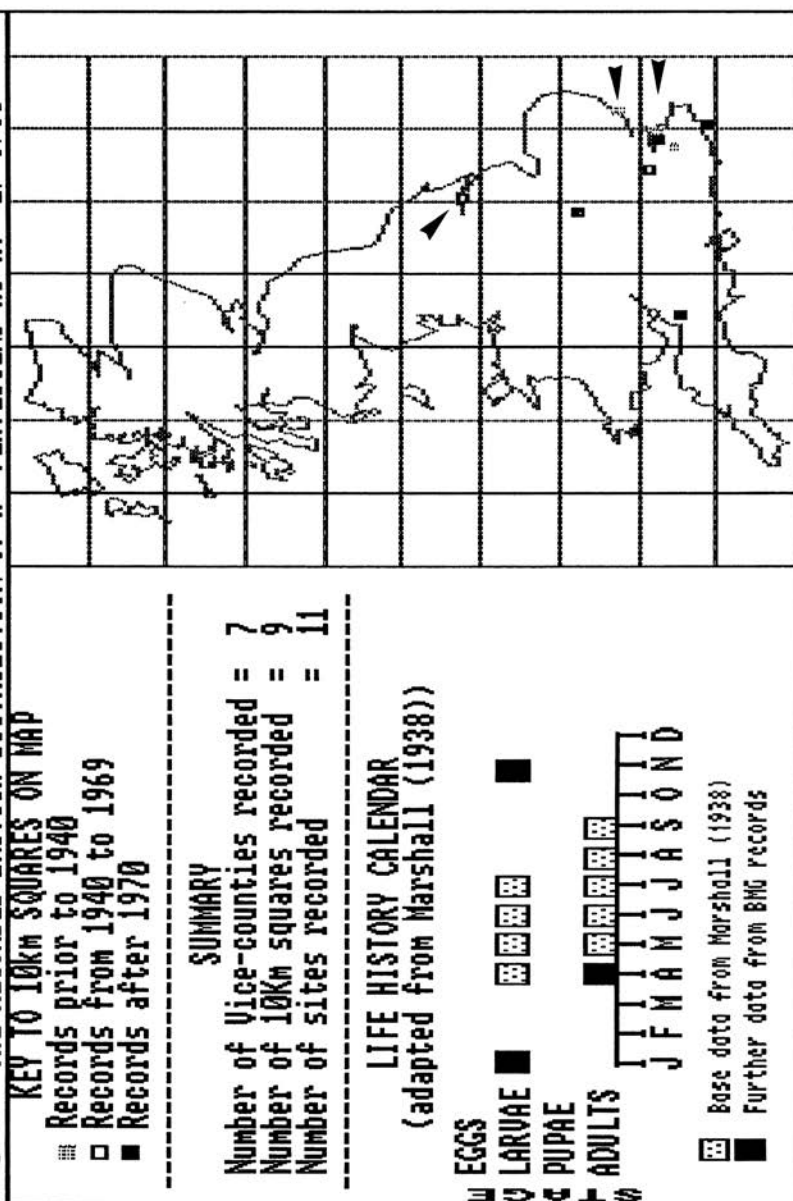 KEY TO 10km SQUARES ON MAP
Records prior to 1940
Records from 1940 to 1969
Records after 1970
SUMMARY
Number of Vice-counties recorded = 7
Number of 10Km squares recorded = 9
Number of sites recorded = 11
LIFE HISTORY CALENDAR
(adapted from Marshall (1938))
EGGS
LARVAE
PUPAE
ADULTS
J F M A M J J A S O N D
Base data from Marshall (1938)
Further data from BMG records